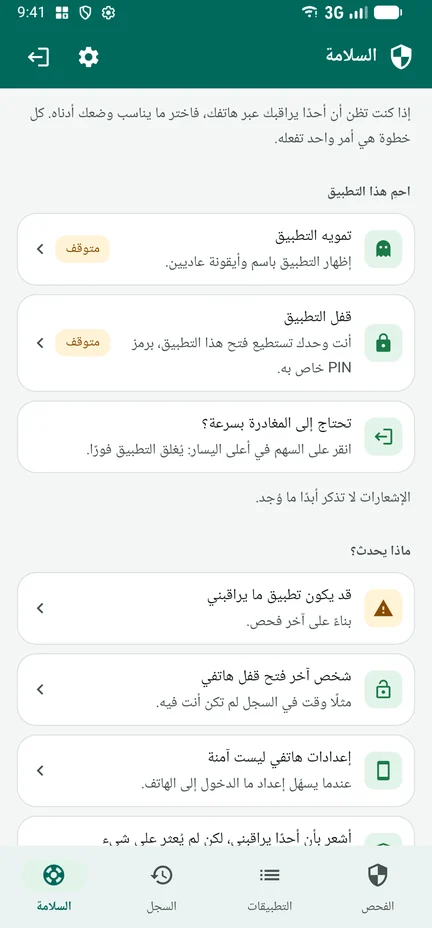 9:41
3G
السلامة
إذا كنت تظن أن أحدًا يراقبك عبر هاتفك، فاختر ما يناسب وضعك أدناه. كل
خطوة هي أمر واحد تفعله.
احمِ هذا التطبيق
تمويه التطبيق
إظهار التطبيق باسم وأيقونة عاديين.
متوقف
قفل التطبيق
أنت وحدك تستطيع فتح هذا التطبيق، برمز
PIN خاص به.
متوقف
تحتاج إلى المغادرة بسرعة؟
انقر على السهم في أعلى اليسار: يُغلق التطبيق فورًا.
الإشعارات لا تذكر أبدًا ما وُجد.
ماذا يحدث؟
قد يكون تطبيق ما يراقبني
بناءً على آخر فحص.
شخص آخر فتح قفل هاتفي
مثلًا وقت في السجل لم تكن أنت فيه.
إعدادات هاتفي ليست آمنة
عندما يسهّل إعداد ما الدخول إلى الهاتف.
أشعر بأن أحدًا يراقبني، لكن لم يُعثر على شيء
الفحص
التطبيقات
السجل
السلامة